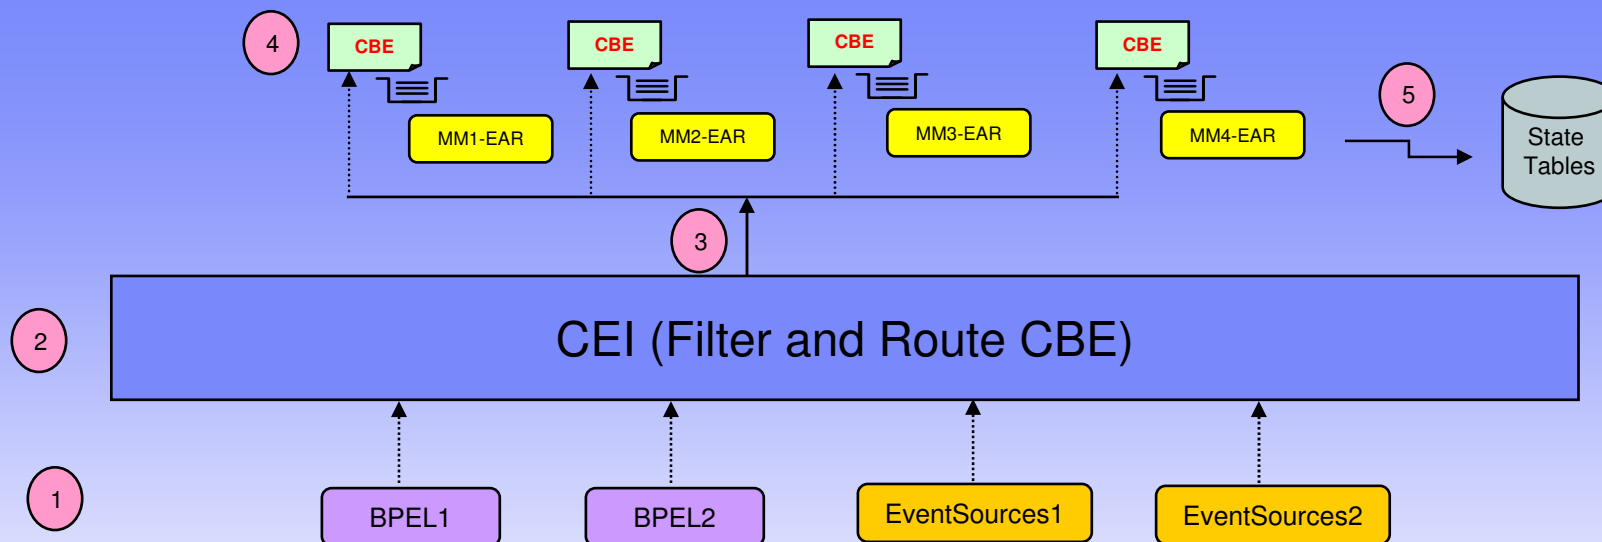 4
CBE
CBE
CBE
CBE
5
MM1-EAR
MM2-EAR
MM3-EAR
MM4-EAR
State
Tables
3
2
CEI (Filter and Route CBE)
1
BPEL1
BPEL2
EventSources1
EventSources2